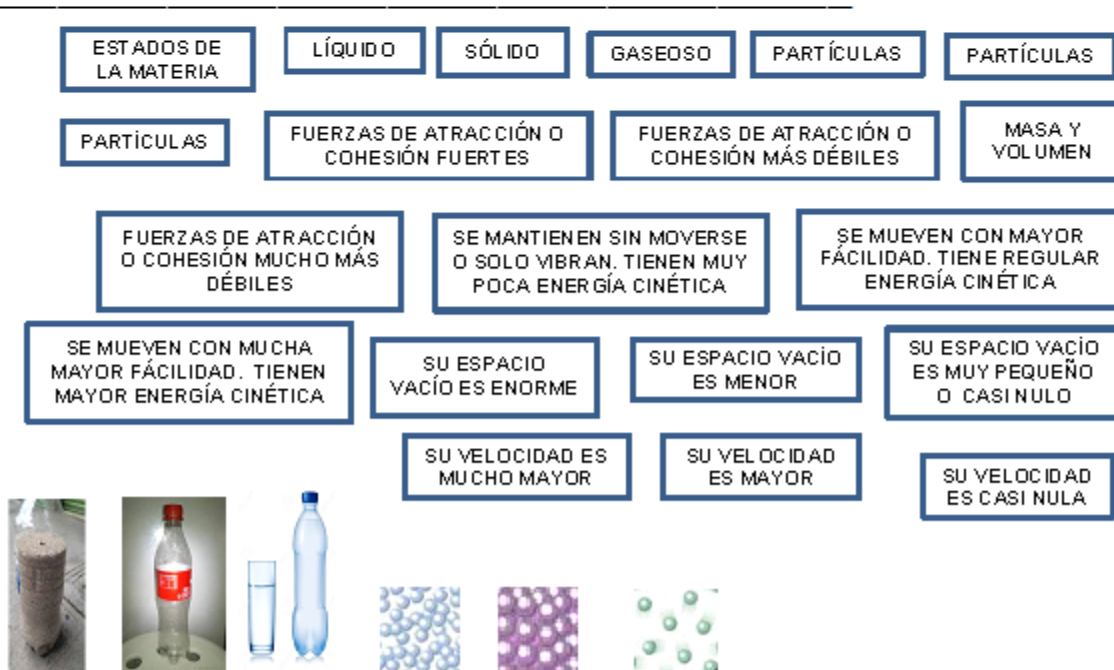 ESTADOS DE
LA MATERIA
LÍQUIDO
SÓLIDO
GASEOSO
PARTÍCULAS
PARTÍCULAS
PARTÍCULAS
FUERZAS DE ATRACCIÓN O
COHESIÓN FUERTES
FUERZAS DE ATRACCIÓN O
COHESIÓN MÁS DÉBILES
MASA Y
VOLUMEN
FUERZAS DE ATRACCIÓN
O COHESIÓN MUCHO MÁS
DÉBILES
SE MANTIENEN SIN MOVERSE
O SOLO VIBRAN. TIENEN MUY
POCA ENERGÍA CINÉTICA
SE MUEVEN CON MAYOR
FÁCILIDAD. TIENE REGULAR
ENERGÍA CINÉTICA
SE MUEVEN CON MUCHA
MAYOR FÁCILIDAD. TIENEN
MAYOR ENERGÍA CINÉTICA
SU ESPACIO
VACÍO ES ENORME
SU ESPACIO VACÍO
ES MENOR
SU ESPACIO VACÍO
ES MUY PEQUEÑO
O CASI NULO
SU VELOCIDAD ES
MUCHO MAYOR
SU VELOCIDAD
ES MAYOR
SU VELOCIDAD
ES CASI NULA